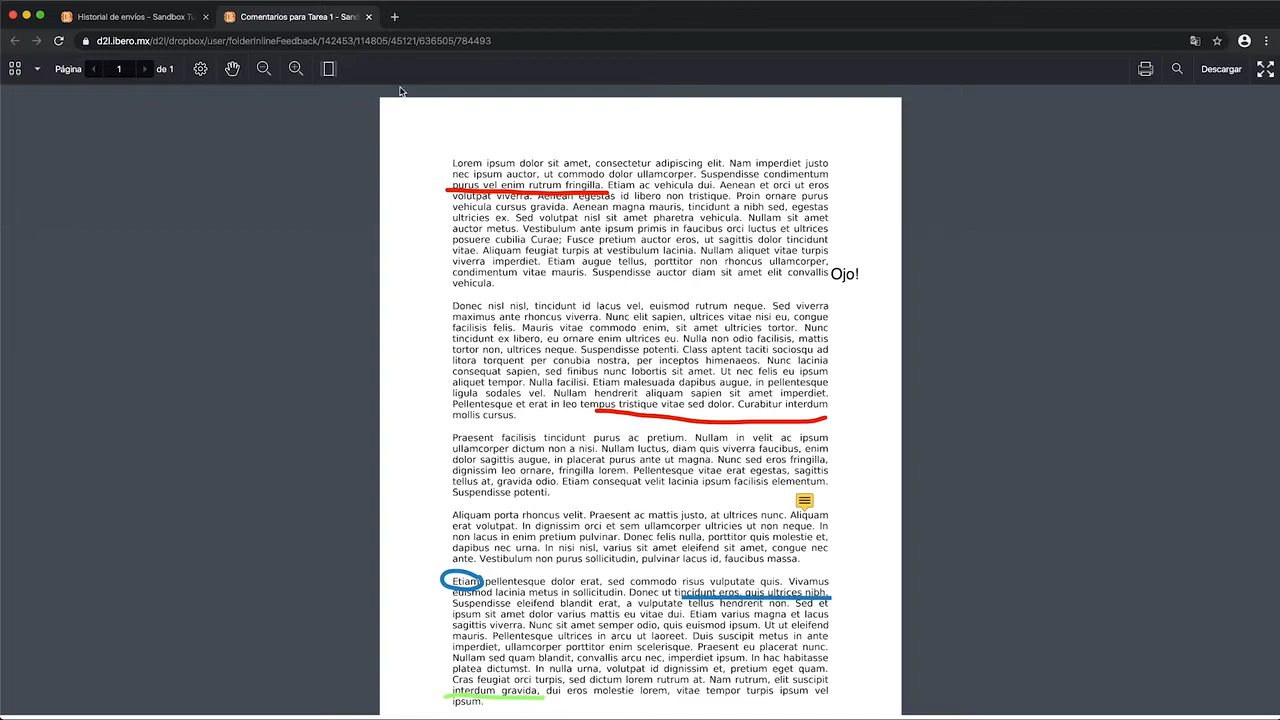 Historial de envíos - Sandbox Tu
Comentarios para Tarea 1 - Sand
d2l.ibero.mx/d2l/dropbox/user/folderInlineFeedback/142453/114805/45121/636505/784493
Página 1 de 1
Descargar
Lorem ipsum dolor sit amet, consectetur adipiscing elit. Nam imperdiet justo
nec ipsum auctor, ut commodo dolor ullamcorper. Suspendisse condimentum
purus vel enim rutrum fringilla. Etiam ac vehicula dui. Aenean et orci ut eros
volutpat viverra. Aenean egestas id libero non tristique. Proin ornare purus
vehicula cursus gravida. Aenean magna mauris, tincidunt a nibh sed, egestas
ultricies ex. Sed volutpat nisl sit amet pharetra vehicula. Nullam sit amet
auctor metus. Vestibulum ante ipsum primis in faucibus orci luctus et ultrices
posuere cubilia Curae; Fusce pretium auctor eros, ut sagittis dolor tincidunt
vitae. Aliquam feugiat turpis at vestibulum lacinia. Nullam aliquet vitae turpis
viverra imperdiet. Etiam augue tellus, porttitor non rhoncus ullamcorper,
condimentum vitae mauris. Suspendisse auctor diam sit amet elit convallis Ojo!
vehicula.
Donec nisl nisl, tincidunt id lacus vel, euismod rutrum neque. Sed viverra
maximus ante rhoncus viverra. Nunc elit sapien, ultrices vitae nisi eu, congue
facilisis felis. Mauris vitae commodo enim, sit amet ultricies tortor. Nunc
tincidunt ex libero, eu ornare enim ultrices eu. Nulla non odio facilisis, mattis
tortor non, ultrices neque. Suspendisse potenti. Class aptent taciti sociosqu ad
litora torquent per conubia nostra, per inceptos himenaeos. Nunc lacinia
consequat sapien, sed finibus nunc lobortis sit amet. Ut nec felis eu ipsum
aliquet tempor. Nulla facilisi. Etiam malesuada dapibus augue, in pellentesque
ligula sodales vel. Nullam hendrerit aliquam sapien sit amet imperdiet.
Pellentesque et erat in leo tempus tristique vitae sed dolor. Curabitur interdum
mollis cursus.
Praesent facilisis tincidunt purus ac pretium. Nullam in velit ac ipsum
ullamcorper dictum non a nisi. Nullam luctus, diam quis viverra faucibus, enim
dolor sagittis augue, in placerat purus ante ut magna. Nunc sed eros fringilla,
dignissim leo ornare, fringilla lorem. Pellentesque vitae erat egestas, sagittis
tellus at, gravida odio. Etiam consequat velit lacinia ipsum facilisis elementum.
Suspendisse potenti.
Aliquam porta rhoncus velit. Praesent ac mattis justo, at ultrices nunc. Aliquam
erat volutpat. In dignissim orci et sem ullamcorper ultricies ut non neque. In
non lacus in enim pretium pulvinar. Donec felis nulla, porttitor quis molestie et,
dapibus nec urna. In nisi nisl, varius sit amet eleifend sit amet, congue nec
ante. Vestibulum non purus sollicitudin, pulvinar lacus id, faucibus massa.
Etiam pellentesque dolor erat, sed commodo risus vulputate quis. Vivamus
euismod lacinia metus in sollicitudin. Donec ut tincidunt eros, quis ultrices nibh.
Suspendisse eleifend blandit erat, a vulputate tellus hendrerit non. Sed et
ipsum sit amet dolor varius mattis eu vitae dui. Etiam varius magna et lacus
sagittis viverra. Nunc sit amet semper odio, quis euismod ipsum. Ut ut eleifend
mauris. Pellentesque ultrices in arcu ut laoreet. Duis suscipit metus in ante
imperdiet, ullamcorper porttitor enim scelerisque. Praesent eu placerat nunc.
Nullam sed quam blandit, convallis arcu nec, imperdiet ipsum. In hac habitasse
platea dictumst. In nulla urna, volutpat id dignissim et, pretium eget quam.
Cras feugiat orci turpis, sed dictum lorem rutrum at. Nam rutrum, elit suscipit
interdum gravida, dui eros molestie lorem, vitae tempor turpis ipsum vel
ipsum.